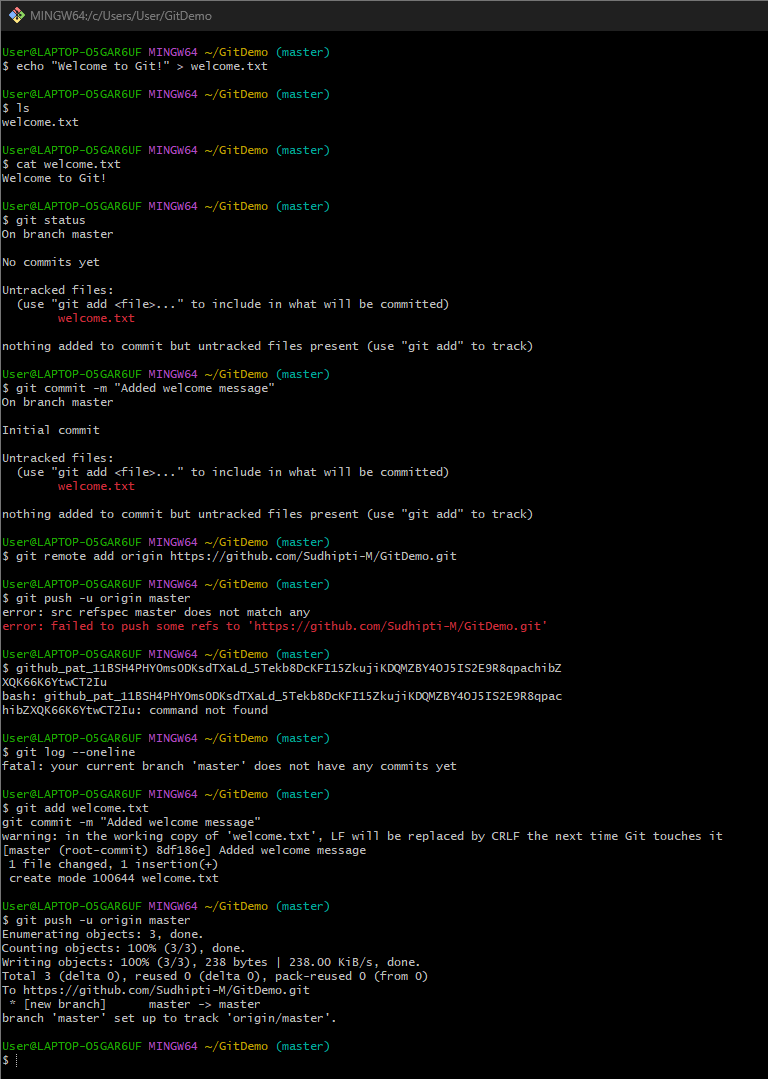 MINGW64:/c/Users/User/GitDemo
User@LAPTOP-O5GAR6UF MINGW64 ~/GitDemo (master)
$ echo "Welcome to Git!" > welcome.txt
User@LAPTOP-O5GAR6UF MINGW64 ~/GitDemo (master)
$ ls
welcome.txt
User@LAPTOP-O5GAR6UF MINGW64 ~/GitDemo (master)
$ cat welcome.txt
Welcome to Git!
User@LAPTOP-O5GAR6UF MINGW64 ~/GitDemo (master)
$ git status
On branch master
No commits yet
Untracked files:
  (use "git add <file>..." to include in what will be committed)
        welcome.txt
nothing added to commit but untracked files present (use "git add" to track)
User@LAPTOP-O5GAR6UF MINGW64 ~/GitDemo (master)
$ git commit -m "Added welcome message"
On branch master
Initial commit
Untracked files:
  (use "git add <file>..." to include in what will be committed)
        welcome.txt
nothing added to commit but untracked files present (use "git add" to track)
User@LAPTOP-O5GAR6UF MINGW64 ~/GitDemo (master)
$ git remote add origin https://github.com/Sudhipti-M/GitDemo.git
User@LAPTOP-O5GAR6UF MINGW64 ~/GitDemo (master)
$ git push -u origin master
error: src refspec master does not match any
error: failed to push some refs to 'https://github.com/Sudhipti-M/GitDemo.git'
User@LAPTOP-O5GAR6UF MINGW64 ~/GitDemo (master)
$ github_pat_11BSH4PHY0msODKsdTXaLd_5Tekb8DcKFI15ZkujiKDQMZBY4OJ5IS2E9R8qpachibZ
XQK66K6YtwCT2Iu
bash: github_pat_11BSH4PHY0msODKsdTXaLd_5Tekb8DcKFI15ZkujiKDQMZBY4OJ5IS2E9R8qpac
hibZXQK66K6YtwCT2Iu: command not found
User@LAPTOP-O5GAR6UF MINGW64 ~/GitDemo (master)
$ git log --oneline
fatal: your current branch 'master' does not have any commits yet
User@LAPTOP-O5GAR6UF MINGW64 ~/GitDemo (master)
$ git add welcome.txt
git commit -m "Added welcome message"
warning: in the working copy of 'welcome.txt', LF will be replaced by CRLF the next time Git touches it
[master (root-commit) 8df186e] Added welcome message
 1 file changed, 1 insertion(+)
 create mode 100644 welcome.txt
User@LAPTOP-O5GAR6UF MINGW64 ~/GitDemo (master)
$ git push -u origin master
Enumerating objects: 3, done.
Counting objects: 100% (3/3), done.
Writing objects: 100% (3/3), 238 bytes | 238.00 KiB/s, done.
Total 3 (delta 0), reused 0 (delta 0), pack-reused 0 (from 0)
To https://github.com/Sudhipti-M/GitDemo.git
 * [new branch]      master -> master
branch 'master' set up to track 'origin/master'.
User@LAPTOP-O5GAR6UF MINGW64 ~/GitDemo (master)
$